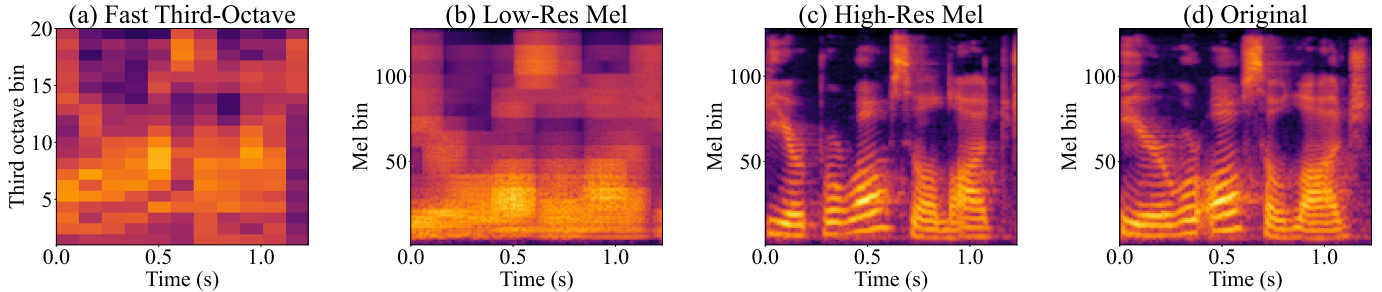 (a) Fast Third-Octave
Third octave bin
20
15
10
5
0.0 0.5 1.0
Time (s)
(b) Low-Res Mel
Mel bin
100
50
0.0 0.5 1.0
Time (s)
(c) High-Res Mel
Mel bin
100
50
0.0 0.5 1.0
Time (s)
(d) Original
Mel bin
100
50
0.0 0.5 1.0
Time (s)